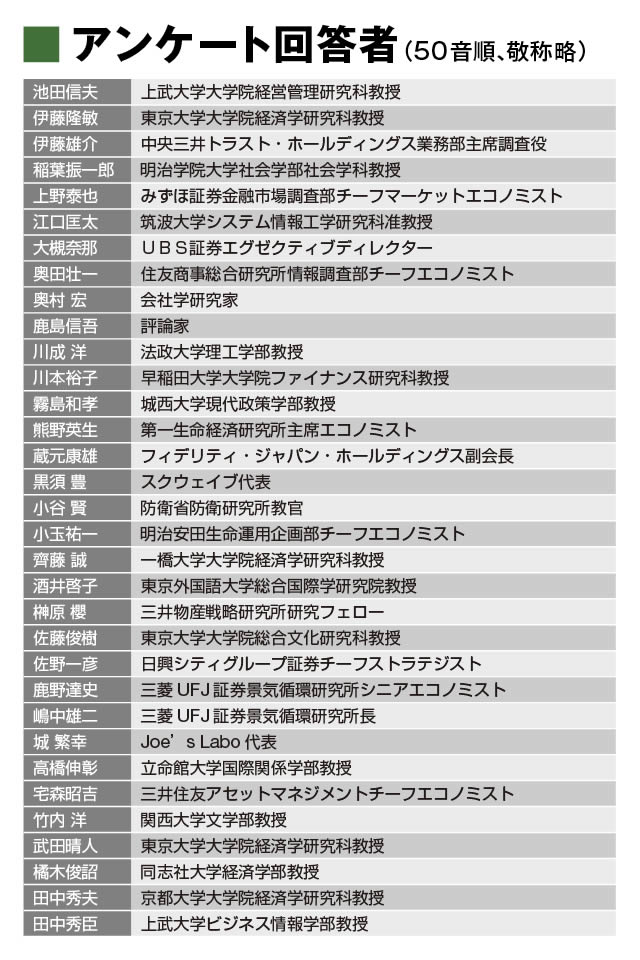 ■ アンケート回答者（50音順、敬称略）
池田信夫 上武大学大学院経営管理研究科教授
伊藤隆敏 東京大学大学院経済学研究科教授
伊藤雄介 中央三井トラスト・ホールディングス業務部主席調査役
稲葉振一郎 明治学院大学社会学部社会学科教授
上野泰也 みずほ証券金融市場調査部チーフマーケットエコノミスト
江口匡太 筑波大学システム情報工学研究科准教授
大槻奈那 UBS証券エグゼクティブディレクター
奥田壮一 住友商事総合研究所情報調査部チーフエコノミスト
奥村 宏 会社学研究家
鹿島信吾 評論家
川成 洋 法政大学理工学部教授
川本裕子 早稲田大学大学院ファイナンス研究科教授
霧島和孝 城西大学現代政策学部教授
熊野英生 第一生命経済研究所主席エコノミスト
蔵元康雄 フィデリティ・ジャパン・ホールディングス副会長
黒須 豊 スクウェイブ代表
小谷 賢 防衛省防衛研究所教官
小玉祐一 明治安田生命運用企画部チーフエコノミスト
齊藤 誠 一橋大学大学院経済学研究科教授
酒井啓子 東京外国語大学総合国際学研究院教授
榊原 櫻 三井物産戦略研究所研究フェロー
佐藤俊樹 東京大学大学院総合文化研究科教授
佐野一彦 日興シティグループ証券チーフストラテジスト
鹿野達史 三菱UFJ証券景気循環研究所シニアエコノミスト
嶋中雄二 三菱UFJ証券景気循環研究所長
城 繁幸 Joe's Labo 代表
高橋伸彰 立命館大学国際関係学部教授
宅森昭吉 三井住友アセットマネジメントチーフエコノミスト
竹内 洋 関西大学文学部教授
武田晴人 東京大学大学院経済学研究科教授
橘木俊詔 同志社大学経済学部教授
田中秀夫 京都大学大学院経済学研究科教授
田中秀臣 上武大学ビジネス情報学部教授